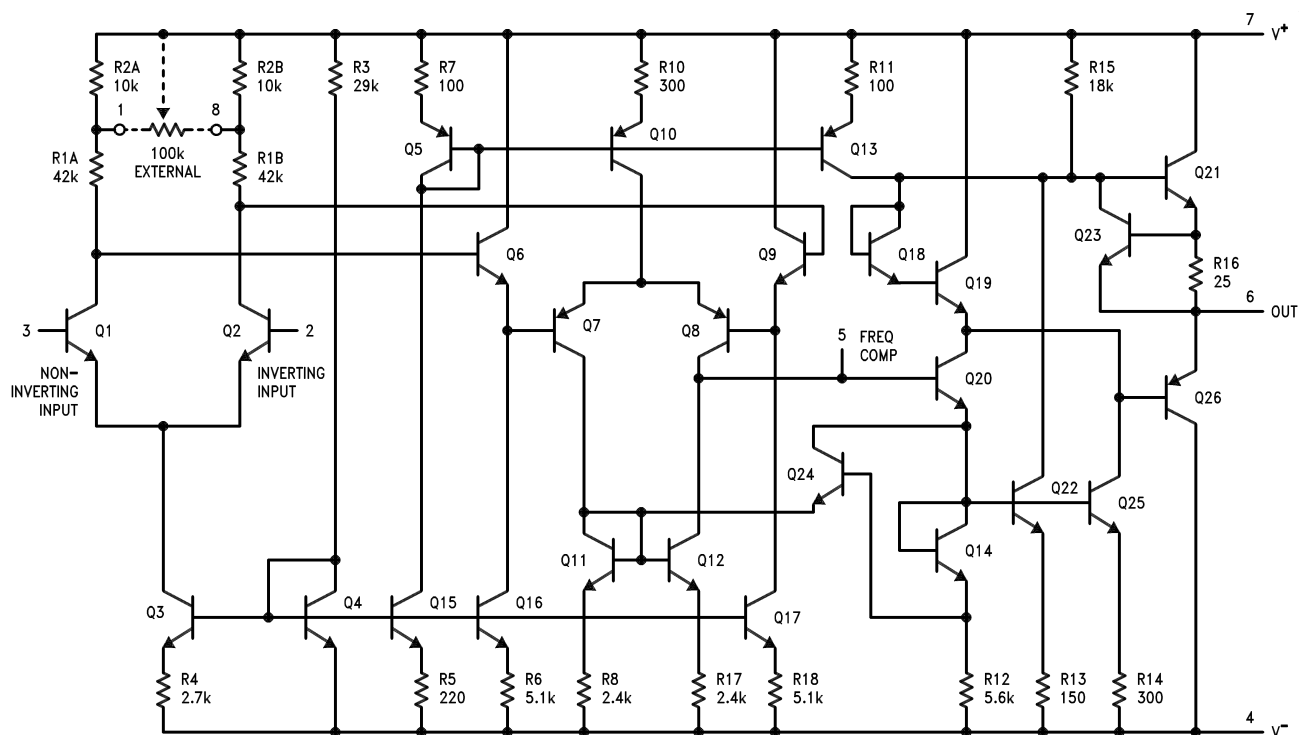 7
V+
R2A
10k
R2B
10k
R3
29k
R7
100
R10
300
R11
100
R15
18k
1
8
100k
EXTERNAL
R1A
42k
R1B
42k
Q5
Q10
Q13
Q21
Q6
Q9
Q18
Q23
Q19
R16
25
6
OUT
3
Q1
Q2
2
Q7
Q8
5
FREQ
COMP
NON-
INVERTING
INPUT
INVERTING
INPUT
Q20
Q26
Q24
Q22
Q25
Q11
Q12
Q14
Q3
Q4
Q15
Q16
Q17
R4
2.7k
R5
220
R6
5.1k
R8
2.4k
R17
2.4k
R18
5.1k
R12
5.6k
R13
150
R14
300
4
V−